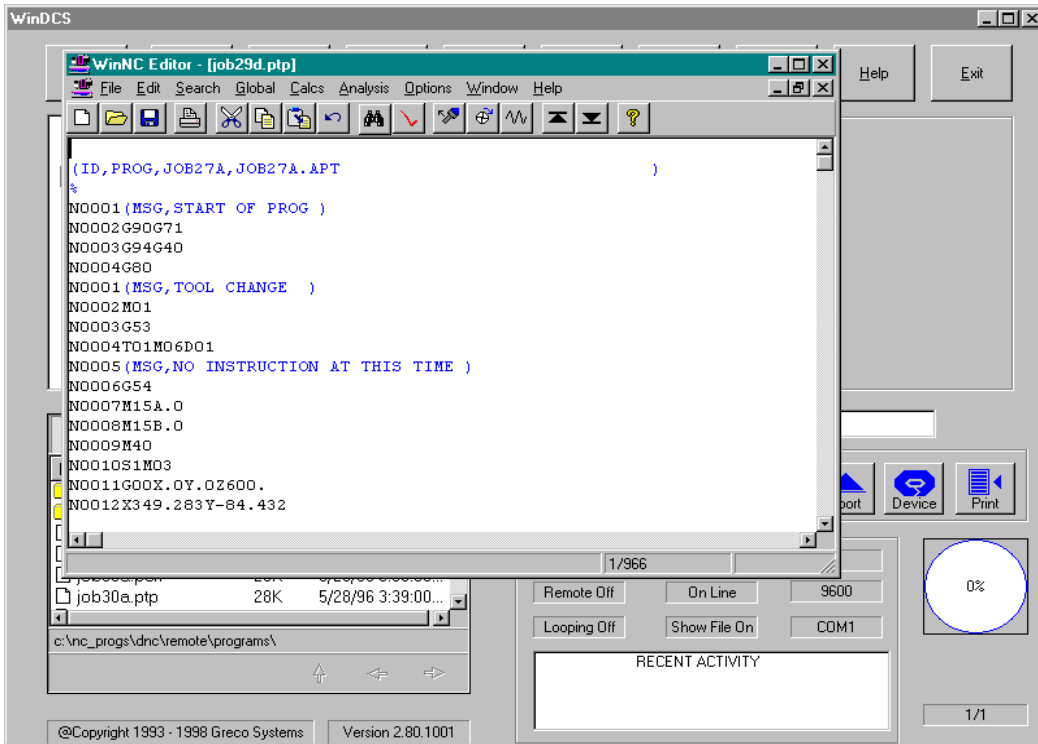 WinDCS
WinNC Editor - [job29d.ptp]
File Edit Search Global Calcs Analysis Options Window Help
Help
Exit
(ID,PROG,JOB27A,JOB27A.APT )
%
N0001(MSG,START OF PROG )
N0002G90G71
N0003G94G40
N0004G80
N0001(MSG,TOOL CHANGE )
N0002M01
N0003G53
N0004T01M06D01
N0005(MSG,NO INSTRUCTION AT THIS TIME )
N0006G54
N0007M15A.0
N0008M15B.0
N0009M40
N0010S1M03
N0011G00X.0Y.0Z600.
N0012X349.283Y-84.432
port
Device
Print
1/966
job30a.ptp 28K 5/28/96 3:39:00...
c:\nc_progs\dnc\remote\programs\
Remote Off On Line 9600
Looping Off Show File On COM1
0%
RECENT ACTIVITY
1/1
@Copyright 1993 - 1998 Greco Systems
Version 2.80.1001